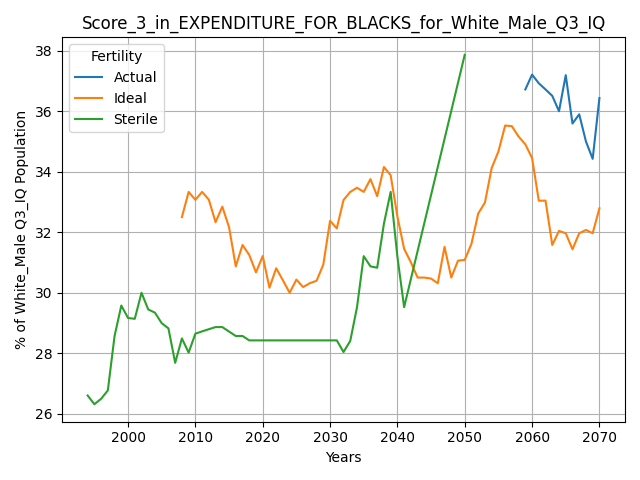 Score_3_in_EXPENDITURE_FOR_BLACKS_for_White_Male_Q3_IQ
Fertility
Actual
Ideal
Sterile
% of White_Male Q3_IQ Population
38
36
34
32
30
28
26
2000
2010
2020
2030
2040
2050
2060
2070
Years